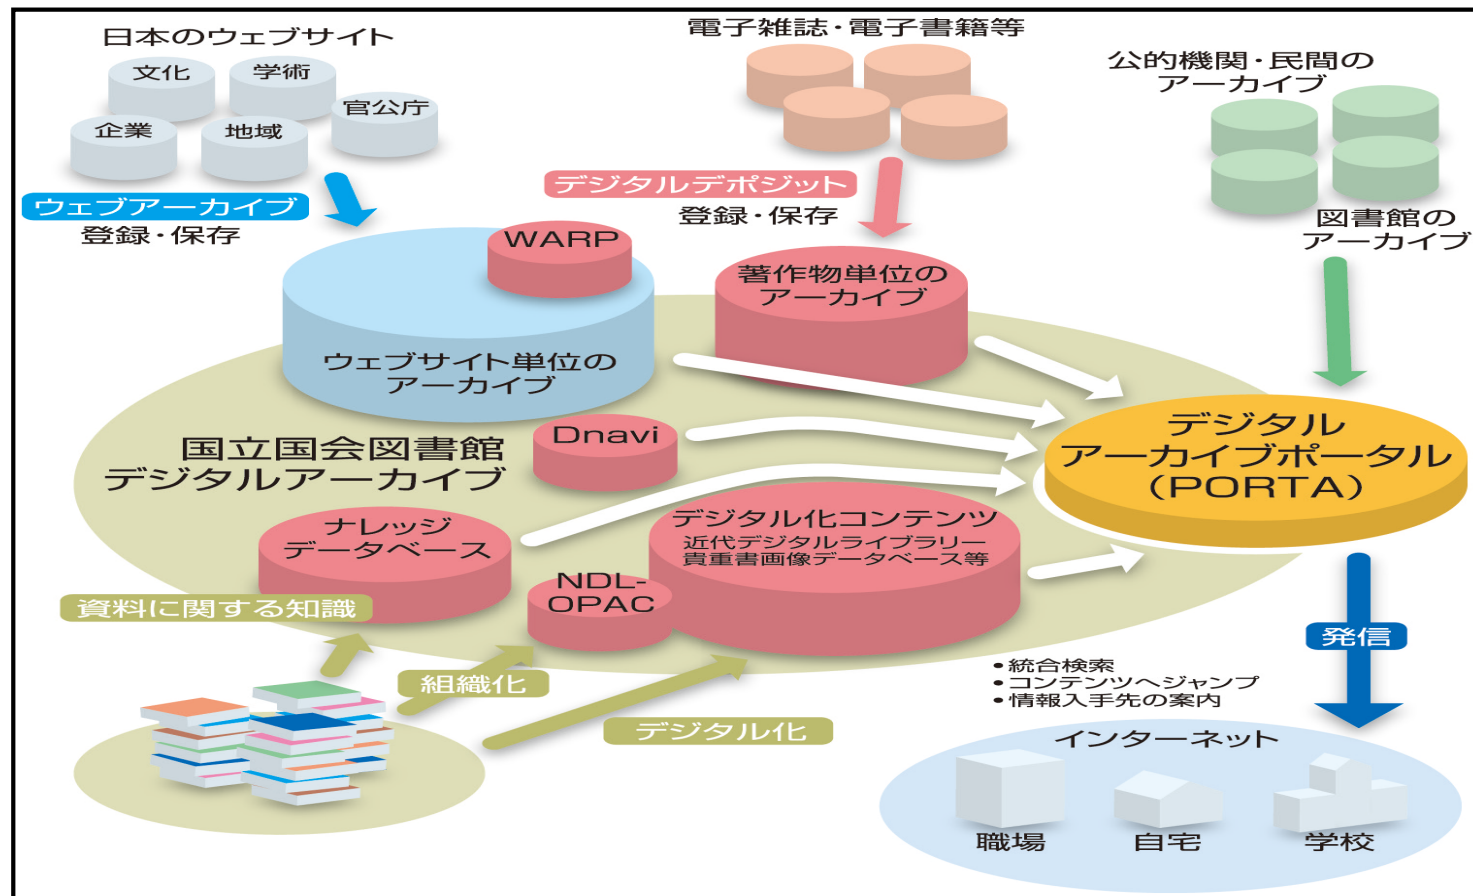 日本のウェブサイト
文化
学術
官公庁
企業
地域
ウェブアーカイブ
登録・保存
電子雑誌・電子書籍等
デジタルデポジット
登録・保存
公的機関・民間の
アーカイブ
図書館の
アーカイブ
WARP
ウェブサイト単位の
アーカイブ
著作物単位の
アーカイブ
国立国会図書館
デジタルアーカイブ
Dnavi
デジタル
アーカイブポータル
（PORTA）
ナレッジ
データベース
デジタル化コンテンツ
近代デジタルライブラリー
貴重書画像データベース等
NDL-
OPAC
資料に関する知識
組織化
デジタル化
発信
•統合検索
•コンテンツへジャンプ
•情報入手先の案内
インターネット
職場
自宅
学校